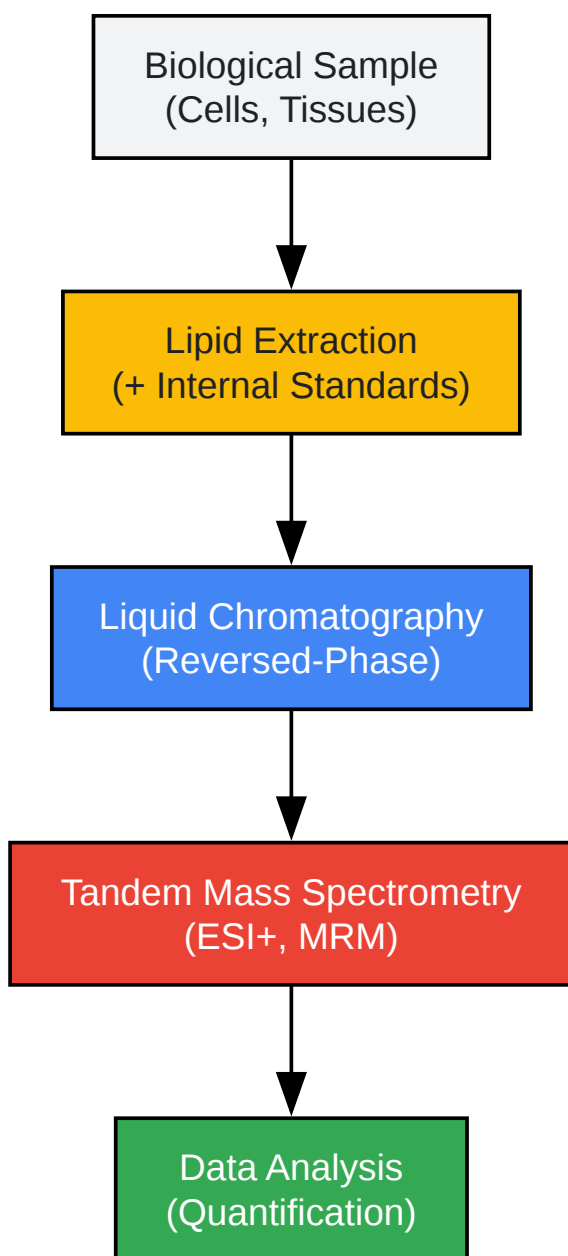 Biological Sample
(Cells, Tissues)
Lipid Extraction
(+ Internal Standards)
Liquid Chromatography
(Reversed-Phase)
Tandem Mass Spectrometry
(ESI+, MRM)
Data Analysis
(Quantification)